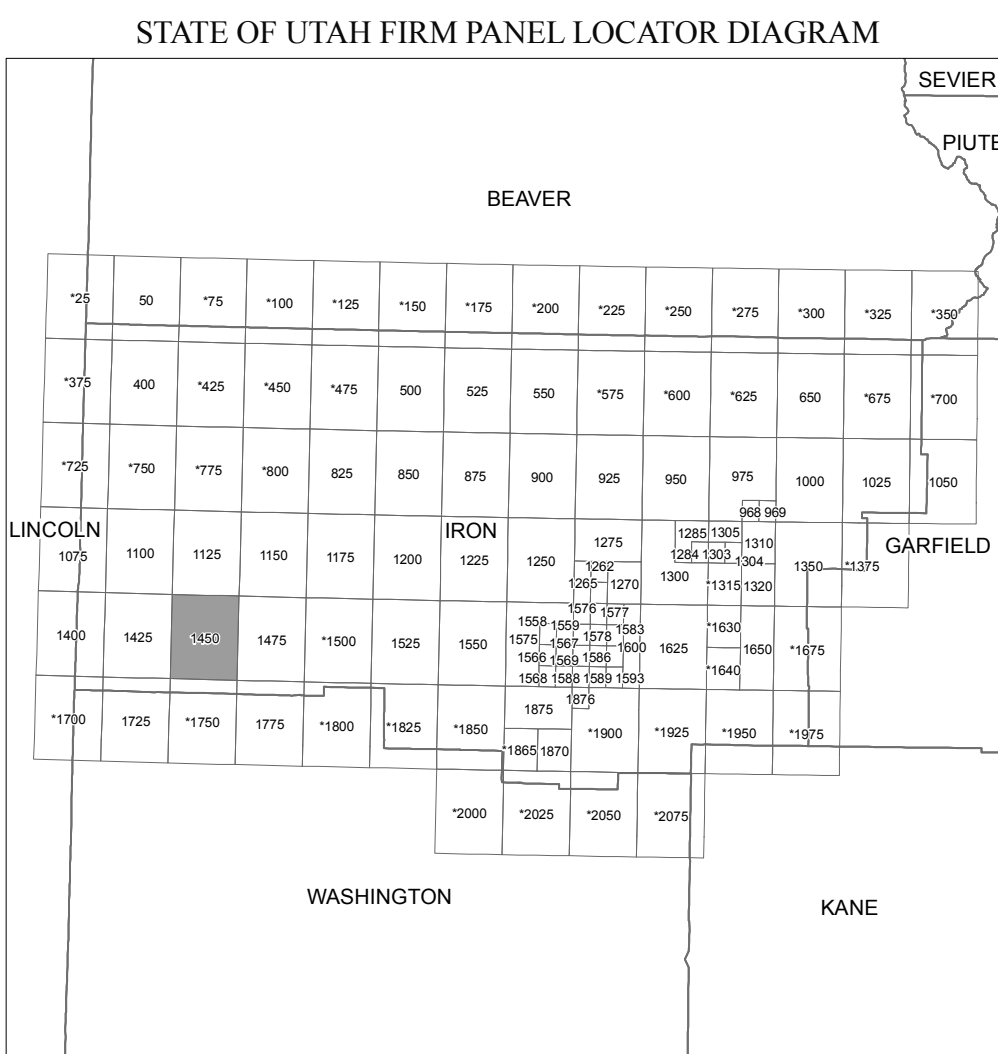 STATE OF UTAH FIRM PANEL LOCATOR DIAGRAM
SEVIER
PIUTE
BEAVER
*25 50 *75 *100 *125 *150 *175 *200 *225 *250 *275 *300 *325 *350
*375 400 *425 *450 *475 500 525 550 *575 *600 *625 650 *675 *700
*725 *750 *775 *800 825 850 875 900 925 950 975 1000 1025 1050
968 969
LINCOLN IRON 1285 1305
1275 1310 GARFIELD
1075 1100 1125 1150 1175 1200 1225 1250 1284 1303 1304
1262 1300 1350 *1375
1265 1270 *1315 1320
1576 1577
1558 1559 1583 *1630
1400 1425 1450 1475 *1500 1525 1550 1575 1567 1578 1600 1625 1650 *1675
1566 1569 1586 *1640
1568 1588 1589 1593
1876
1875
*1700 1725 *1750 1775 *1800 *1825 *1850 *1900 *1925 *1950 *1975
*1865 1870
*2000 *2025 *2050 *2075
WASHINGTON
KANE